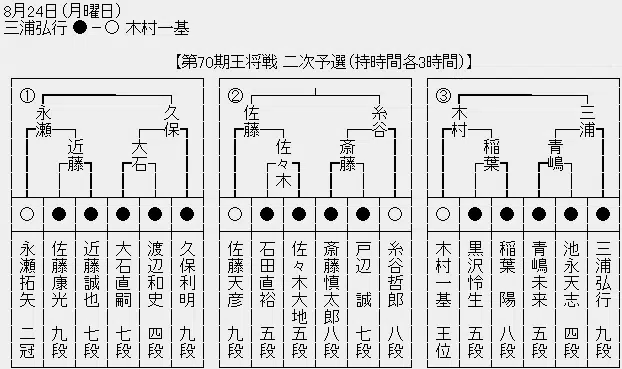 8月24日(月曜日)
三浦弘行 ●－○ 木村一基
【第70期王将戦 二次予選(持時間各3時間)】
①
永瀬
久保
近藤
大石
○ ● ● ● ● ●
永瀬拓矢 二冠
佐藤康光 九段
近藤誠也 七段
大石直嗣 七段
渡辺和史 四段
久保利明 九段
②
佐藤
糸谷
佐々木
斎藤
○ ● ● ● ● ○
佐藤天彦 九段
石田直裕 五段
佐々木大地五段
斎藤慎太郎八段
戸辺 誠 七段
糸谷哲郎 八段
③
木村
三浦
稲葉
青嶋
○ ● ● ● ● ●
木村一基 王位
黒沢怜生 五段
稲葉 陽 八段
青嶋未来 五段
池永天志 四段
三浦弘行 九段